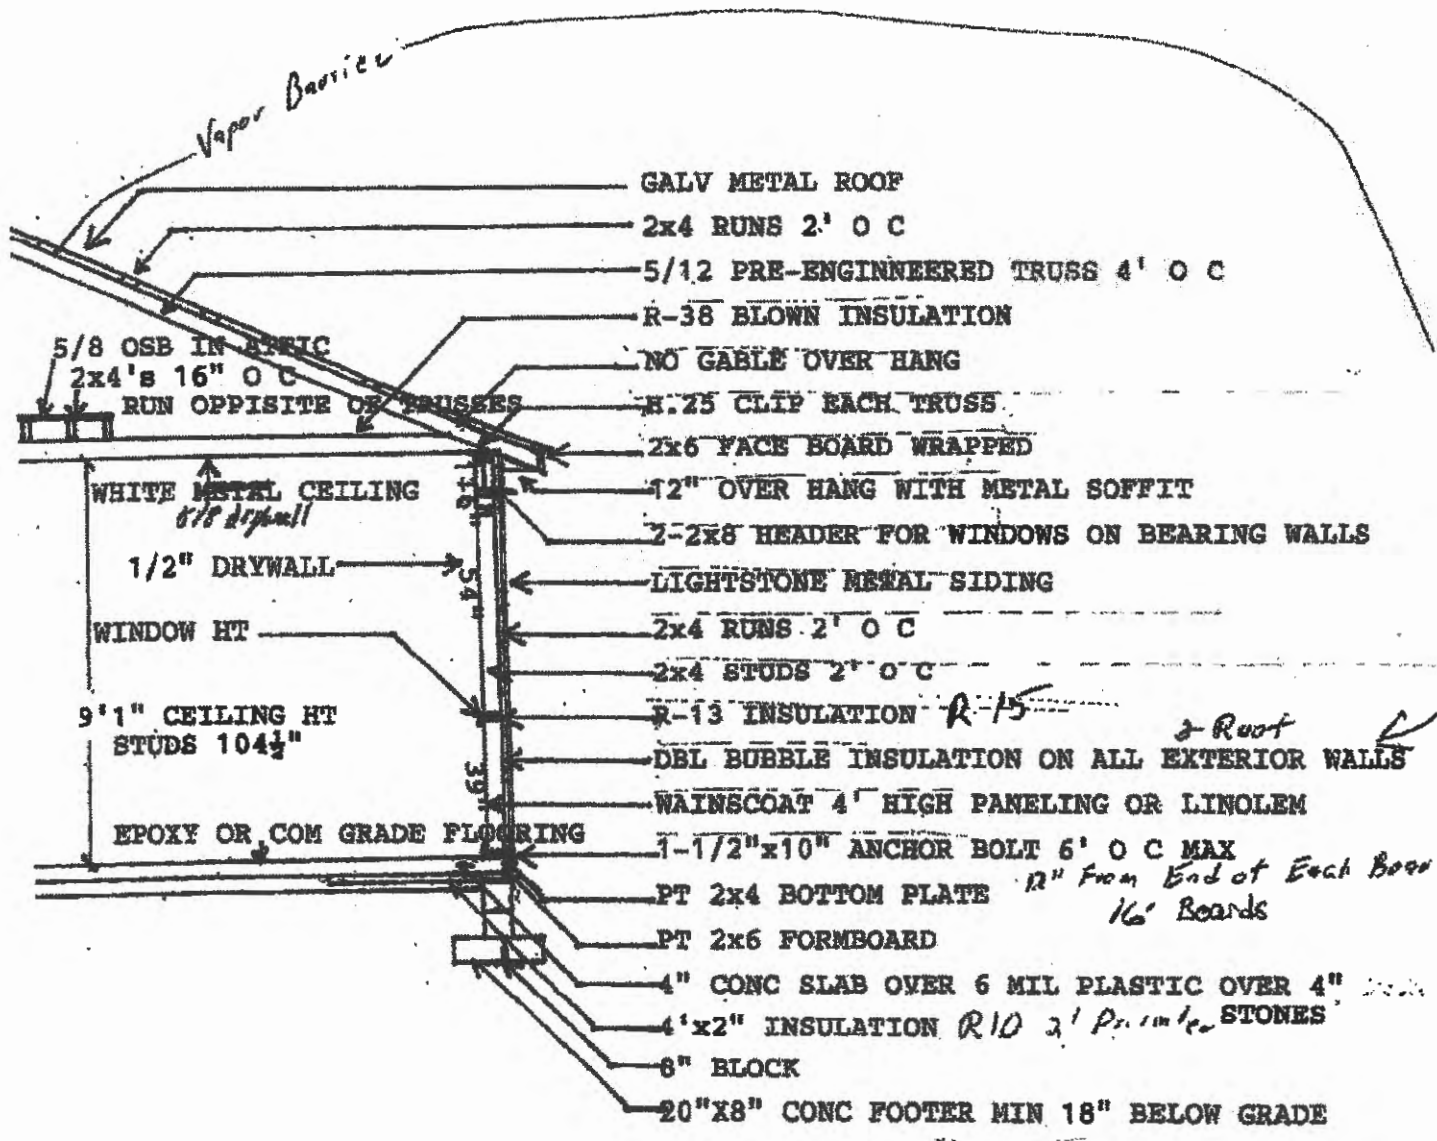 Vapor Barrier
GALV METAL ROOF
2x4 RUNS 2' O C
5/12 PRE-ENGINNEERED TRUSS 4' O C
R-38 BLOWN INSULATION
NO GABLE OVER HANG
H.25 CLIP EACH TRUSS
2x6 FACE BOARD WRAPPED
12" OVER HANG WITH METAL SOFFIT
2-2x8 HEADER FOR WINDOWS ON BEARING WALLS
LIGHTSTONE METAL SIDING
2x4 RUNS 2' O C
2x4 STUDS 2' O C
R-13 INSULATION R-15
& Roof
DBL BUBBLE INSULATION ON ALL EXTERIOR WALLS
WAINSCOAT 4' HIGH PANELING OR LINOLEM
1-1/2"x10" ANCHOR BOLT 6' O C MAX
12" From End of Each Boar
PT 2x4 BOTTOM PLATE
16' Boards
PT 2x6 FORMBOARD
4" CONC SLAB OVER 6 MIL PLASTIC OVER 4"
STONES
4'x2" INSULATION R10 2'
8" BLOCK
20"X8" CONC FOOTER MIN 18" BELOW GRADE
5/8 OSB IN ATTIC
2x4's 16" O C
RUN OPPISITE OF TRUSSES
WHITE METAL CEILING
5/8 drywall
1/2" DRYWALL
WINDOW HT
9'1" CEILING HT
STUDS 104½"
EPOXY OR COM GRADE FLOORING
54"
39"